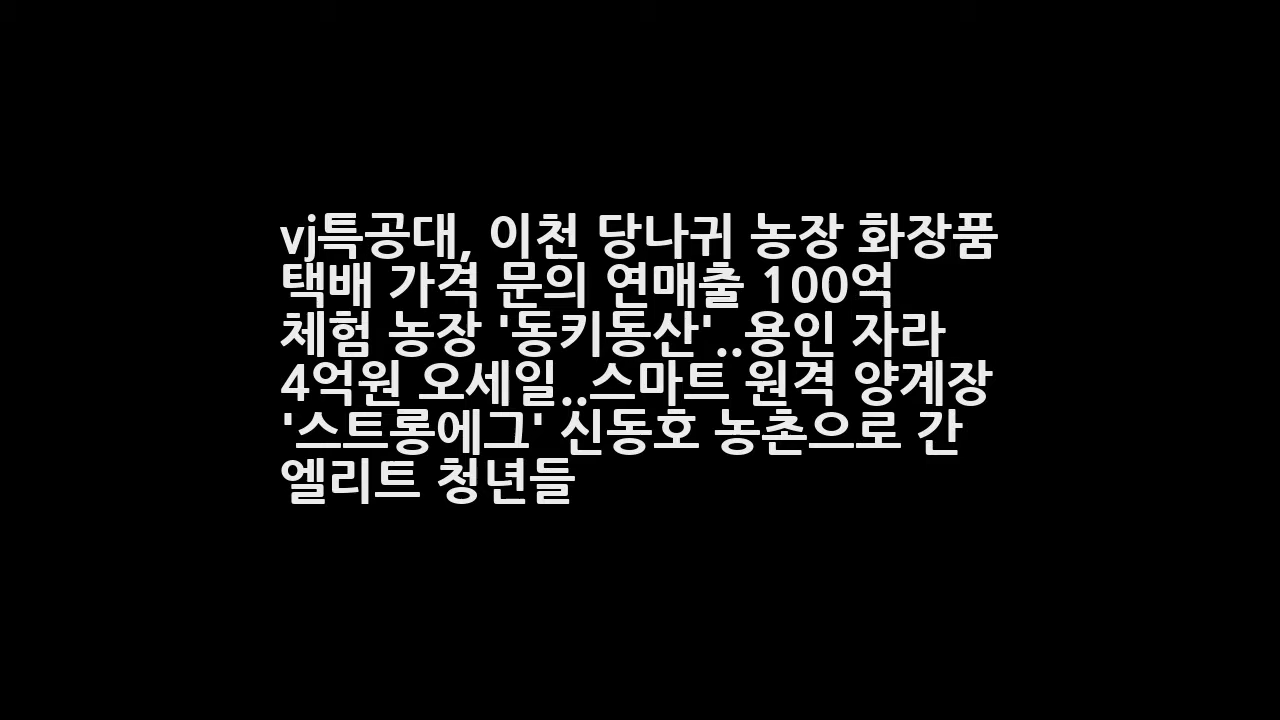 vj특공대, 이천 당나귀 농장 화장품
택배 가격 문의 연매출 100억
체험 농장 '동키동산'..용인 자라
4억원 오세일..스마트 원격 양계장
'스트롱에그' 신동호 농촌으로 간
엘리트 청년들